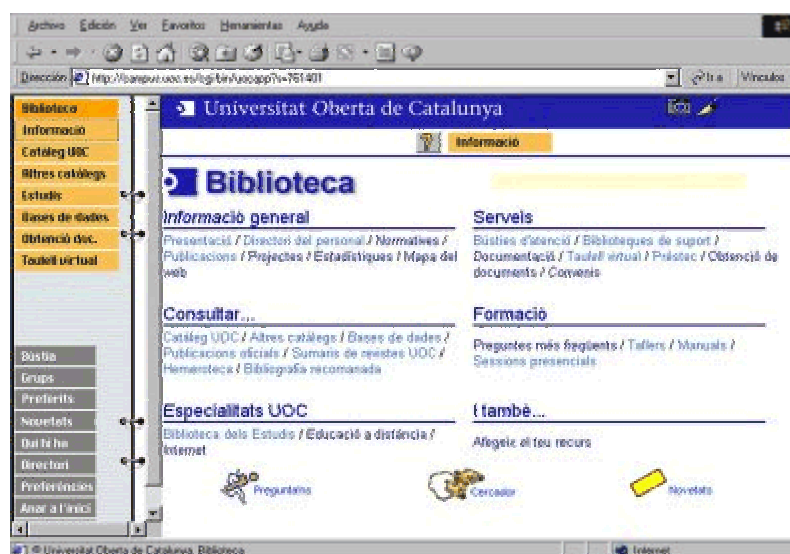 Archivo Edición Ver Favoritos Herramientas Ayuda
Dirección http://campus.uoc.es/cgi-bin/uocapp?s=761401 Ir a Vínculos
Biblioteca
Informació
Catàleg UOC
Altres catàlegs
Estudis
Bases de dades
Obtenció doc.
Taulell virtual
Bústia
Grups
Preferits
Novetats
Qui hi ha
Directori
Preferències
Anar a l'inici
Universitat Oberta de Catalunya
Informació
Biblioteca
Informació general
Presentació / Directori del personal / Normatives /
Publicacions / Projectes / Estadístiques / Mapa del
web
Serveis
Bústies d'atenció / Biblioteques de suport /
Documentació / Taulell virtual / Préstec / Obtenció de
documents / Convenis
Consultar...
Catàleg UOC / Altres catàlegs / Bases de dades /
Publicacions oficials / Sumaris de revistes UOC /
Hemeroteca / Bibliografia recomanada
Formació
Preguntes més freqüents / Tallers / Manuals /
Sessions presencials
Especialitats UOC
Biblioteca dels Estudis / Educació a distància /
Internet
I també...
Afegeix el teu recurs
Pregunta'ns
Cercador
Novetats
© Universitat Oberta de Catalunya. Biblioteca Internet